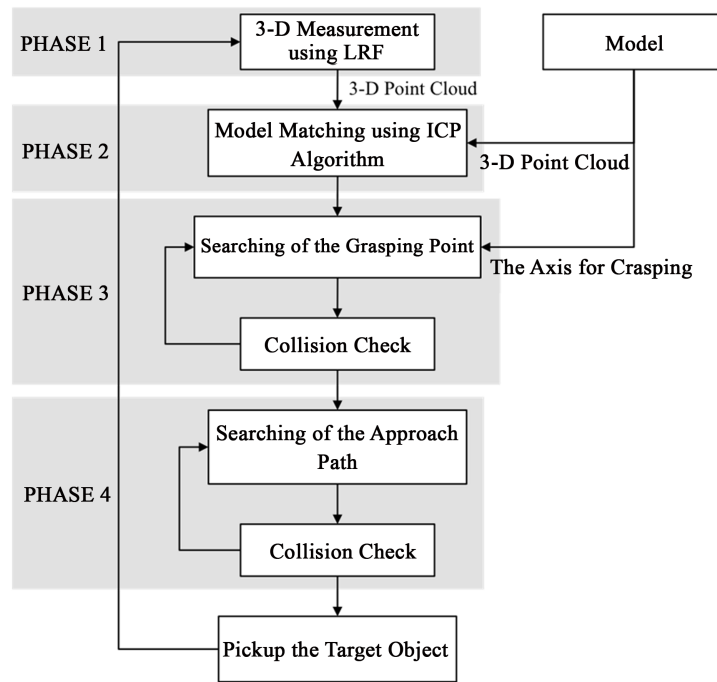 PHASE 1
3-D Measurement
using LRF
Model
3-D Point Cloud
PHASE 2
Model Matching using ICP
Algorithm
3-D Point Cloud
PHASE 3
Searching of the Grasping Point
The Axis for Crasping
Collision Check
PHASE 4
Searching of the Approach
Path
Collision Check
Pickup the Target Object